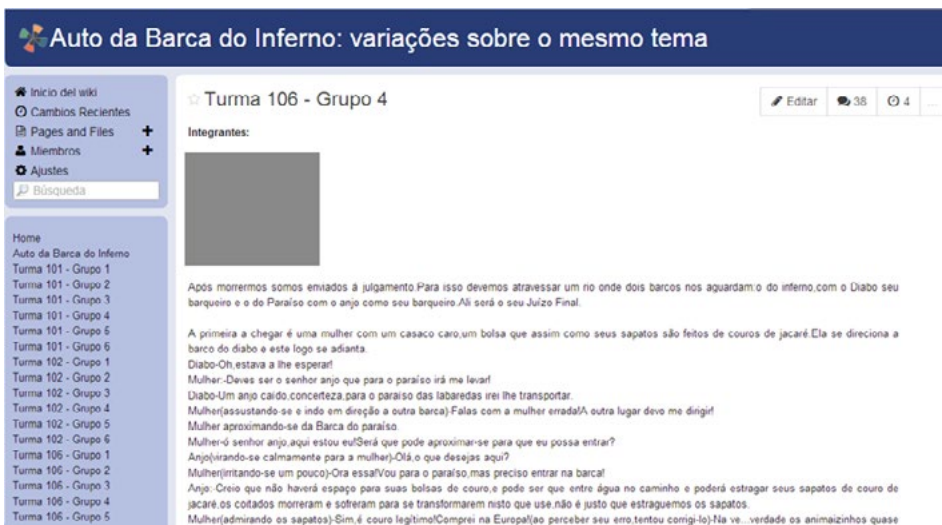 Auto da Barca do Inferno: variações sobre o mesmo tema
Inicio del wiki
Cambios Recientes
Pages and Files +
Miembros +
Ajustes
Búsqueda
Home
Auto da Barca do Inferno
Turma 101 - Grupo 1
Turma 101 - Grupo 2
Turma 101 - Grupo 3
Turma 101 - Grupo 4
Turma 101 - Grupo 5
Turma 101 - Grupo 6
Turma 102 - Grupo 1
Turma 102 - Grupo 2
Turma 102 - Grupo 3
Turma 102 - Grupo 4
Turma 102 - Grupo 5
Turma 102 - Grupo 6
Turma 106 - Grupo 1
Turma 106 - Grupo 2
Turma 106 - Grupo 3
Turma 106 - Grupo 4
Turma 106 - Grupo 5
Turma 106 - Grupo 4
Editar 38 4 ...
Integrantes:
Após morrermos somos enviados á julgamento.Para isso devemos atravessar um rio onde dois barcos nos aguardam:o do inferno,com o Diabo seu
barqueiro e o do Paraíso com o anjo como seu barqueiro.Ali será o seu Juízo Final.
A primeira a chegar é uma mulher com um casaco caro,um bolsa que assim como seus sapatos são feitos de couros de jacaré.Ela se direciona a
barco do diabo e este logo se adianta.
Diabo-Oh,estava a lhe esperar!
Mulher:-Deves ser o senhor anjo que para o paraíso irá me levar!
Diabo-Um anjo caído,concerteza,para o paraíso das labaredas irei lhe transportar.
Mulher(assustando-se e indo em direção a outra barca)-Falas com a mulher errada!A outra lugar devo me dirigir!
Mulher aproximando-se da Barca do paraíso.
Mulher-ó senhor anjo,aqui estou eu!Será que pode aproximar-se para que eu possa entrar?
Anjo(virando-se calmamente para a mulher)-Olá,o que desejas aqui?
Mulher(Irritando-se um pouco)-Ora essa!Vou para o paraíso,mas preciso entrar na barca!
Anjo:-Creio que não haverá espaço para suas bolsas de couro,e pode ser que entre água no caminho e poderá estragar seus sapatos de couro de
jacaré,os coitados morreram e sofreram para se transformarem nisto que use,não é justo que estraguemos os sapatos.
Mulher(admirando os sapatos)-Sim,é couro legítimo!Comprei na Europa!(ao perceber seu erro,tentou corrigi-lo)-Na ve...verdade os animaizinhos quase